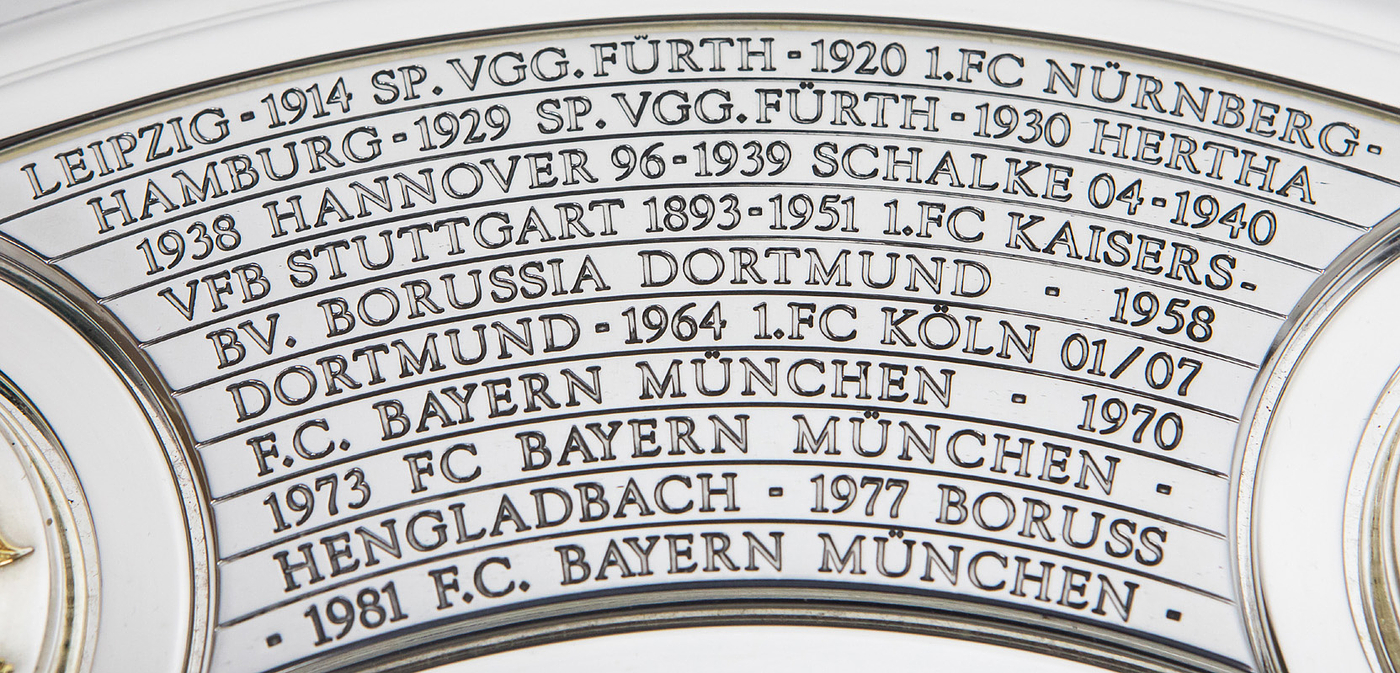 LEIPZIG - 1914 SP. VGG. FÜRTH - 1920 1.FC NÜRNBERG -
HAMBURG - 1929 SP. VGG. FÜRTH - 1930 HERTHA
1938 HANNOVER 96 - 1939 SCHALKE 04 - 1940
VFB STUTTGART 1893 - 1951 1.FC KAISERS-
BV. BORUSSIA DORTMUND - 1958
DORTMUND - 1964 1.FC KÖLN 01/07
F.C. BAYERN MÜNCHEN - 1970
1973 FC BAYERN MÜNCHEN -
HENGLADBACH - 1977 BORUSS
- 1981 F.C. BAYERN MÜNCHEN -